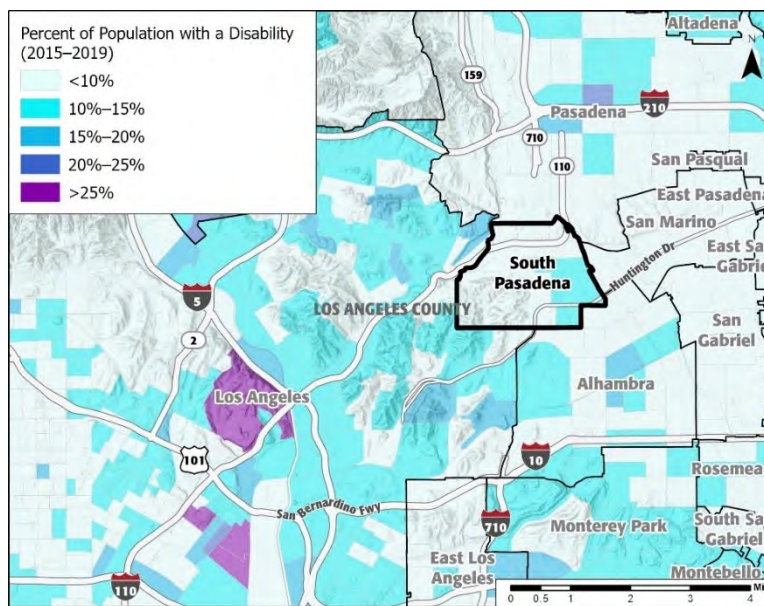 Percent of Population with a Disability
(2015–2019)
<10%
10%–15%
15%–20%
20%–25%
>25%
Altadena
N
159
Pasadena
210
710
110
San Pasqual
East Pasadena
San Marino
East Sa
Gabriel
South
Pasadena
Huntington Dr
5
LOS ANGELES COUNTY
2
San
Gabriel
Alhambra
Los Angeles
101
10
Rosemea
San Bernardino Fwy
710
Monterey Park
South Sa
Gabriel
East Los
Angeles
Montebello
110
0 0.5 1 2 3 4
Mi